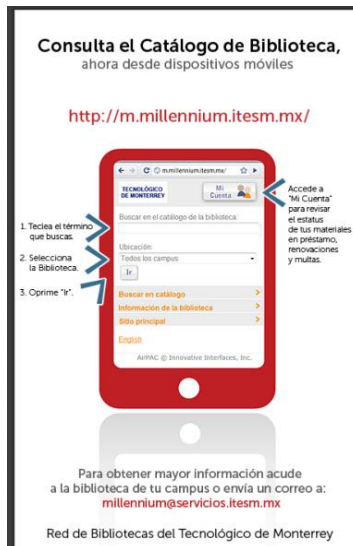 Consulta el Catálogo de Biblioteca,
ahora desde dispositivos móviles
http://m.millennium.itesm.mx/
m.millennium.itesm.mx/
TECNOLÓGICO
DE MONTERREY
Mi
Cuenta
Accede a
"Mi Cuenta"
para revisar
el estatus
de tus materiales
en préstamo,
renovaciones
y multas.
Buscar en el catálogo de la biblioteca:
1. Teclea el término
que buscas.
Ubicación:
2. Selecciona
la Biblioteca.
Todos los campus
Ir
3. Oprime "Ir".
Buscar en catálogo
Información de la biblioteca
Sitio principal
English
AirPAC © Innovative Interfaces, Inc.
Para obtener mayor información acude
a la biblioteca de tu campus o envía un correo a:
millennium@servicios.itesm.mx
Red de Bibliotecas del Tecnológico de Monterrey